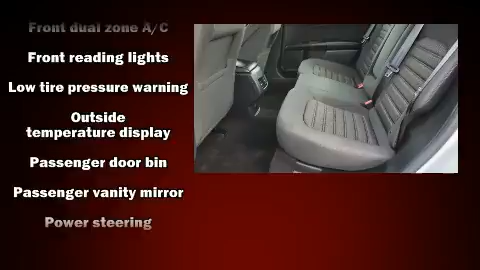 Front dual zone A/C
Front reading lights
Low tire pressure warning
Outside
temperature display
Passenger door bin
Passenger vanity mirror
Power steering